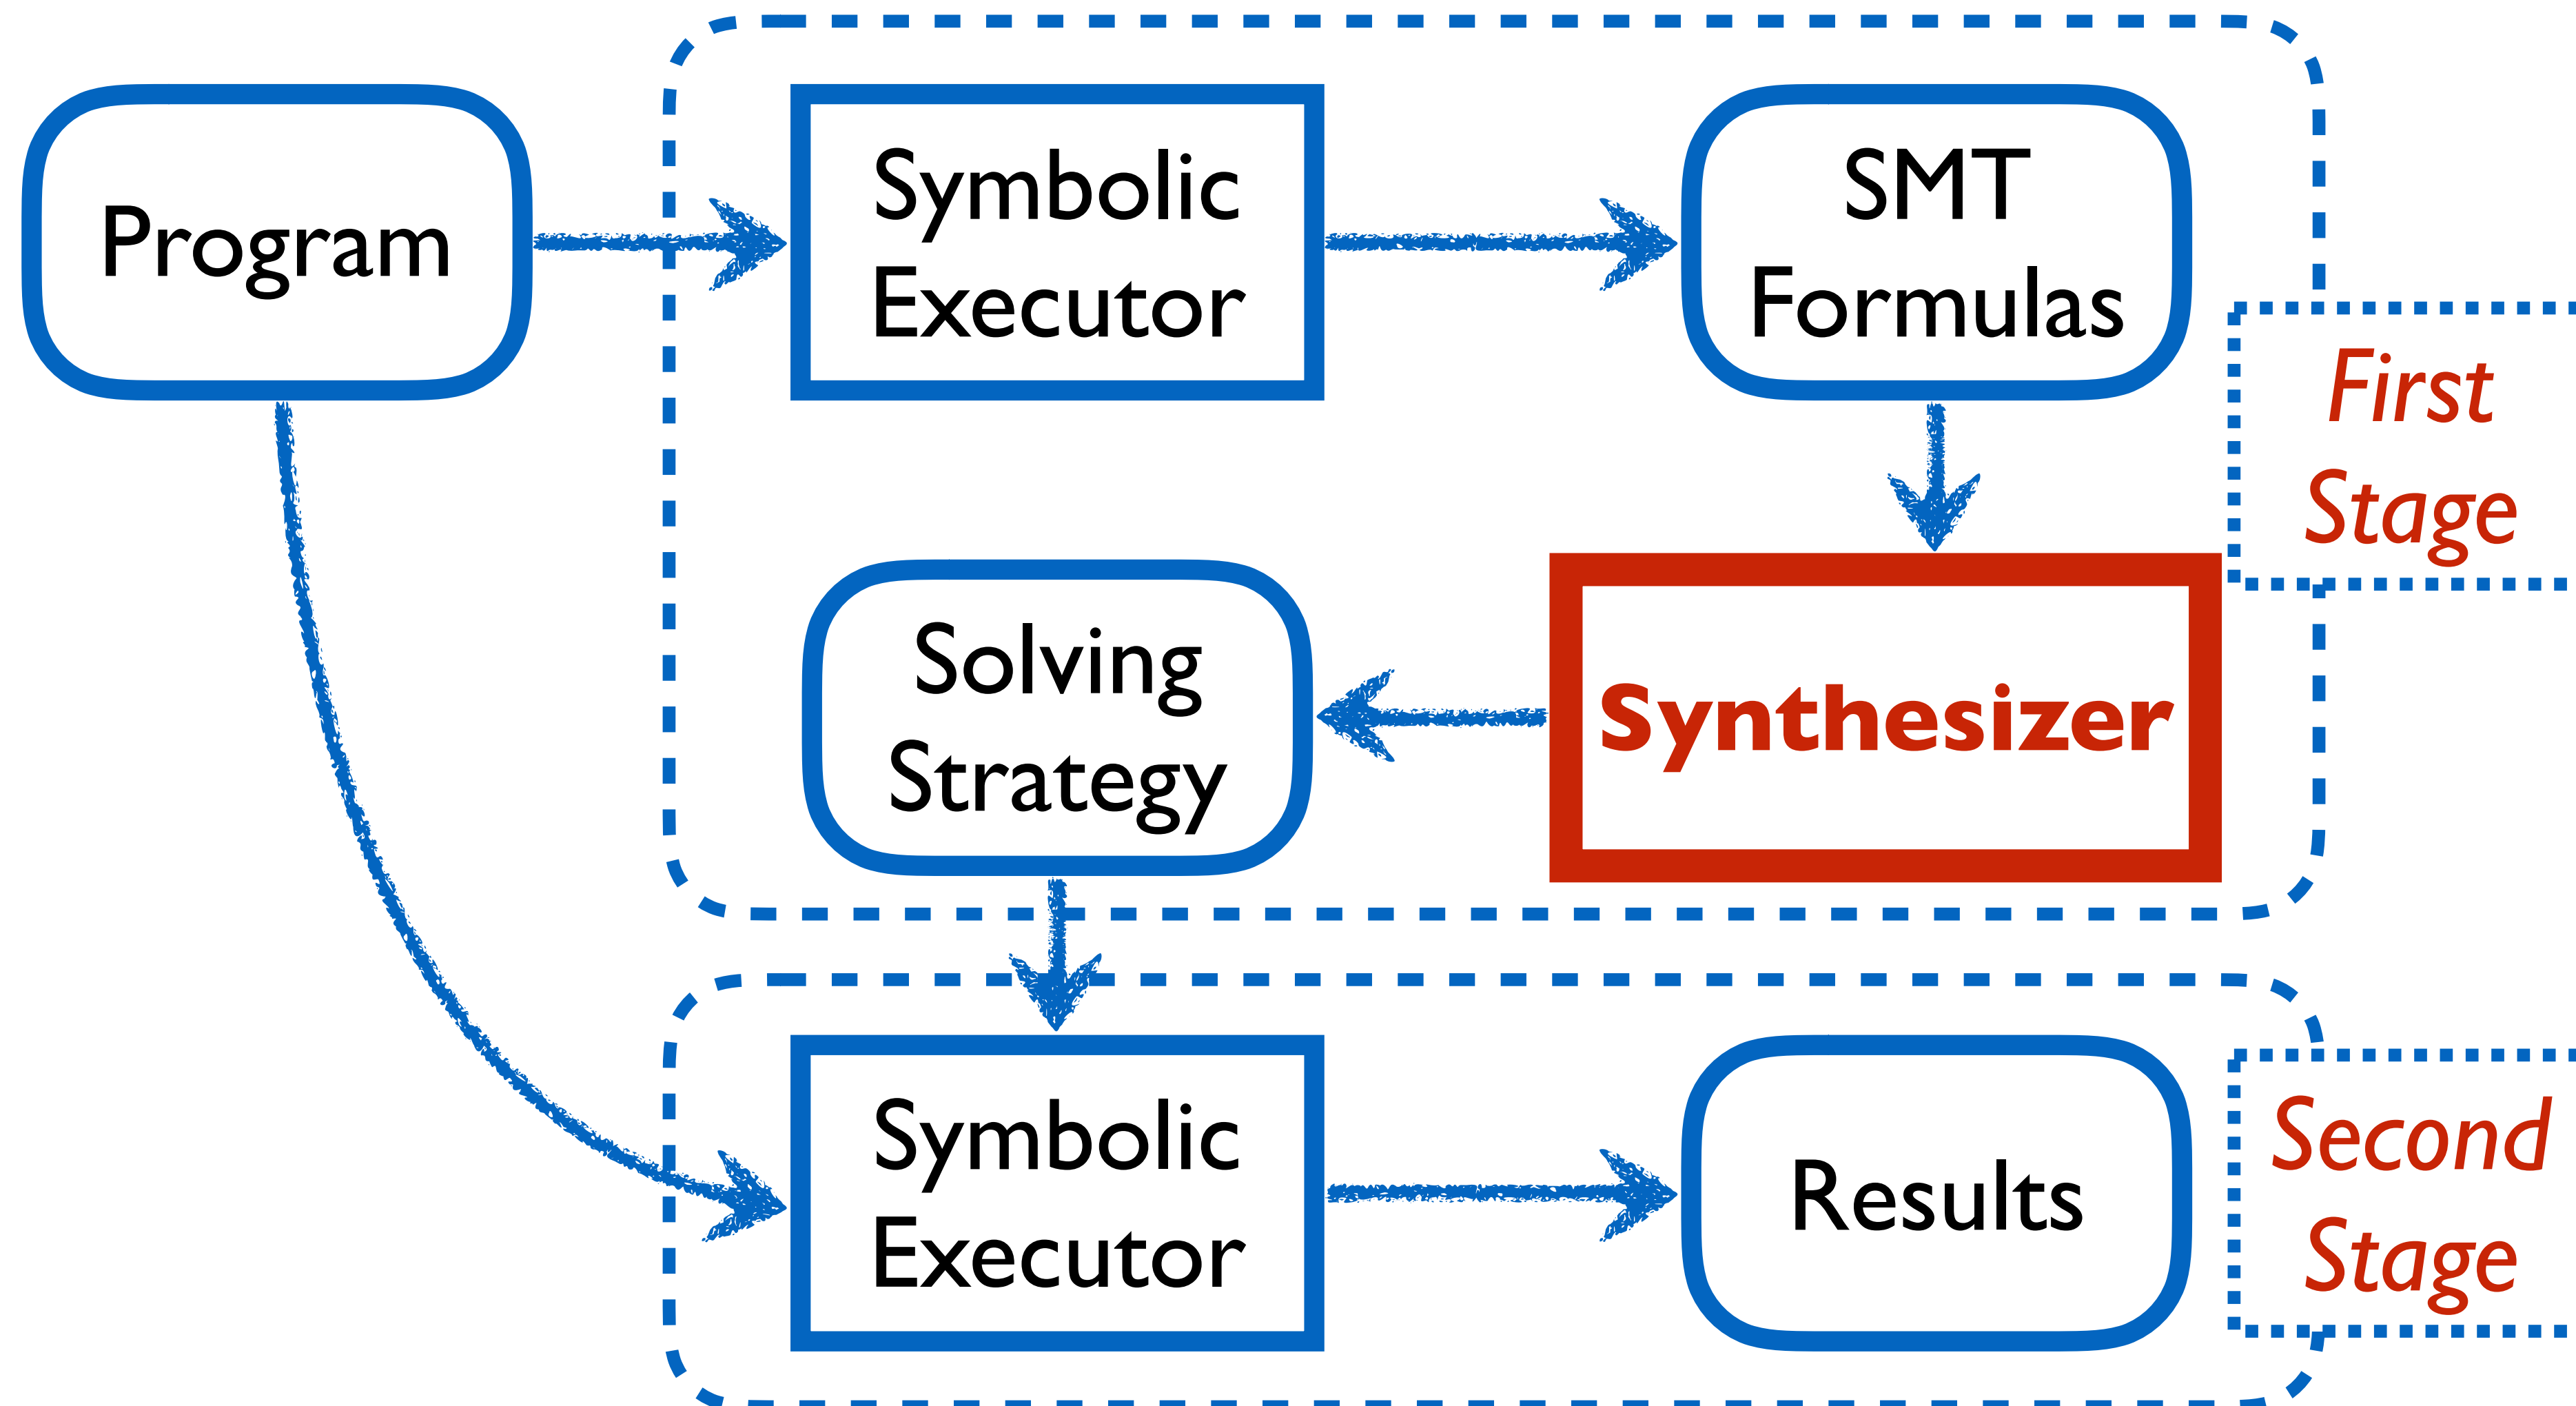 Program
Symbolic
Executor
SMT
Formulas
First
Stage
Solving
Strategy
Synthesizer
Symbolic
Executor
Results
Second
Stage